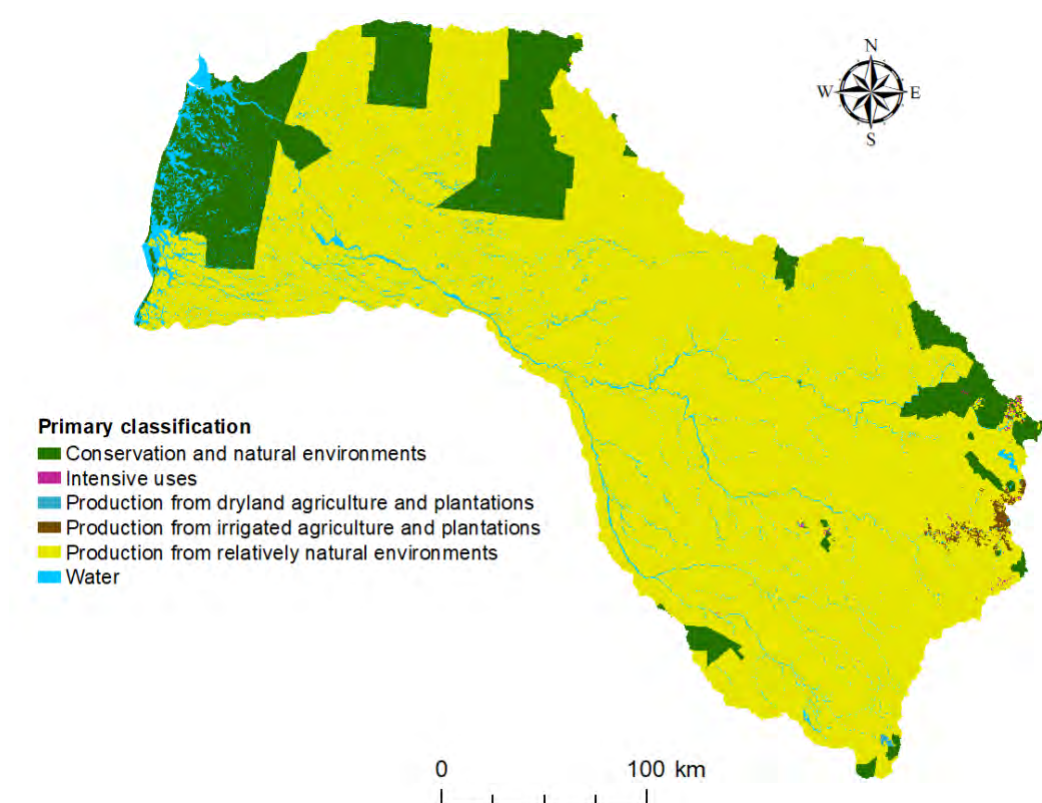 N
W
E
S
Primary classification
Conservation and natural environments
Intensive uses
Production from dryland agriculture and plantations
Production from irrigated agriculture and plantations
Production from relatively natural environments
Water
0 100 km